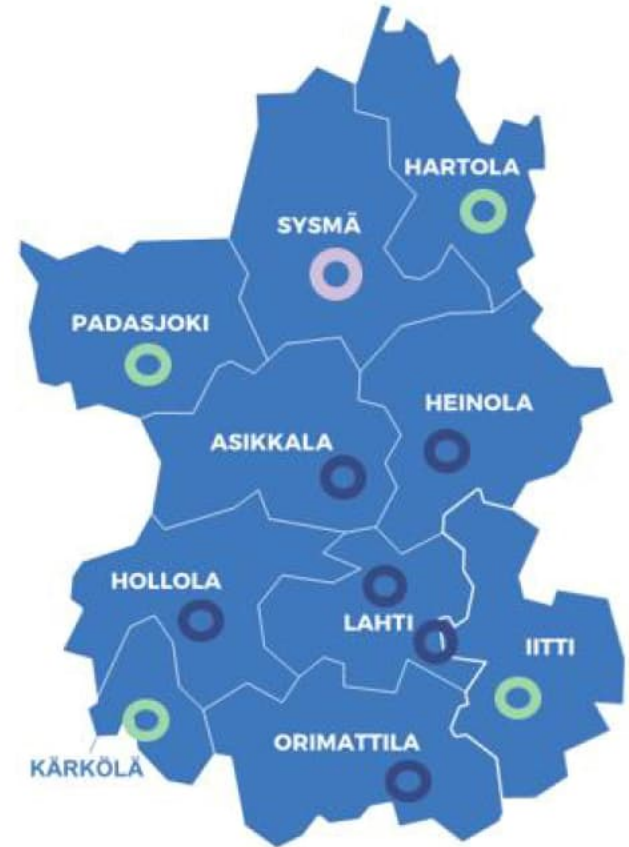 HARTOLA
SYSMÄ
PADASJOKI
HEINOLA
ASIKKALA
HOLLOLA
LAHTI
IITTI
ORIMATTILA
KÄRKÖLÄ